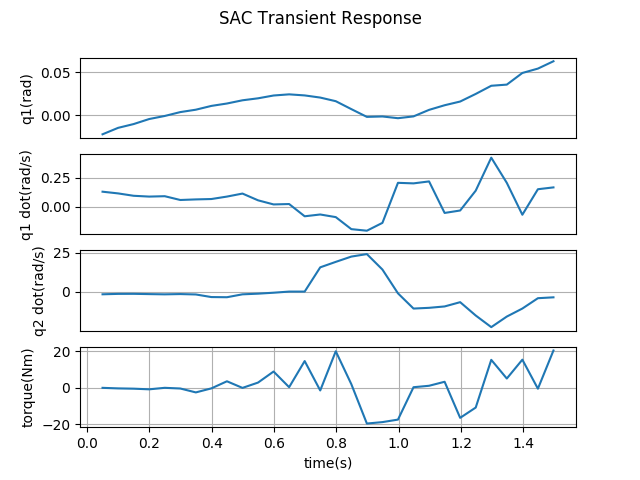 SAC Transient Response
q1(rad)
0.05
0.00
q1 dot(rad/s)
0.25
0.00
q2 dot(rad/s)
25
0
torque(Nm)
20
0
−20
0.0 0.2 0.4 0.6 0.8 1.0 1.2 1.4
time(s)